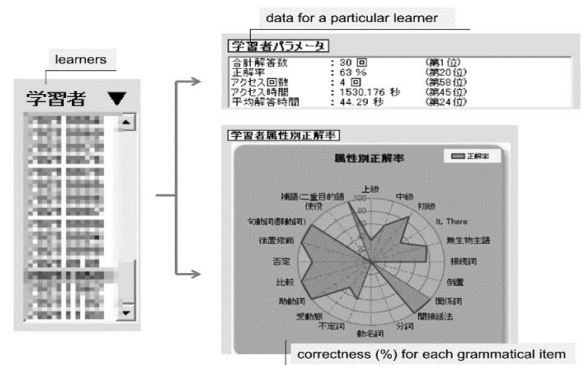 data for a particular learner
learners
学習者パラメータ
合計解答数 : 30 回 (第1位)
正解率 : 63 % (第20位)
アクセス回数 : 4 回 (第58位)
アクセス時間 : 1530.176 秒 (第45位)
平均解答時間 : 44.29 秒 (第24位)
学習者 ▼
学習者属性別正解率
属性別正解率
正解率
上級
中級
初級
It, There
無生物主語
接続詞
倒置
関係詞
間接話法
分詞
動名詞
不定詞
受動態
助動詞
比較
否定
後置修飾
句動詞(群動詞)
使役
補語/二重目的語
100
80
correctness (%) for each grammatical item